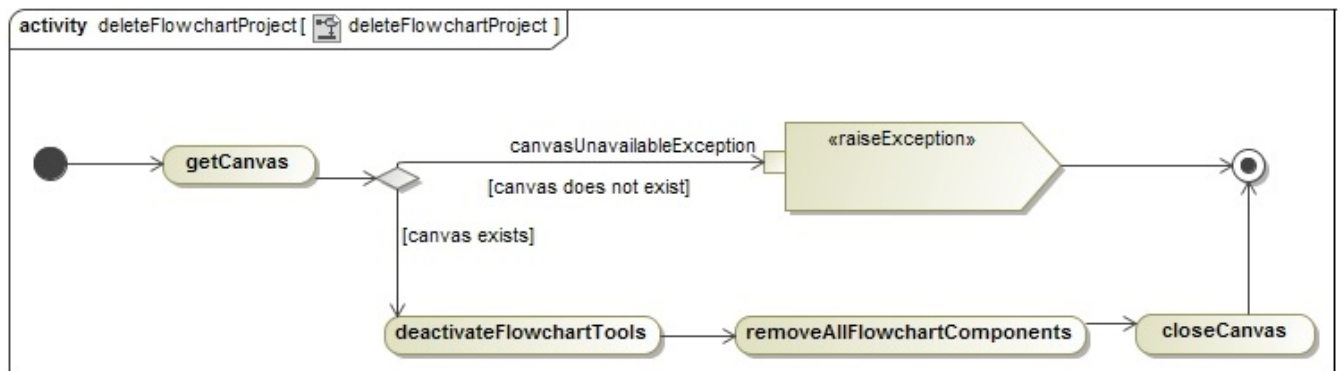 activity deleteFlowchartProject [ deleteFlowchartProject ]
canvasUnavailableException
«raiseException»
getCanvas
[canvas does not exist]
[canvas exists]
deactivateFlowchartTools
removeAllFlowchartComponents
closeCanvas